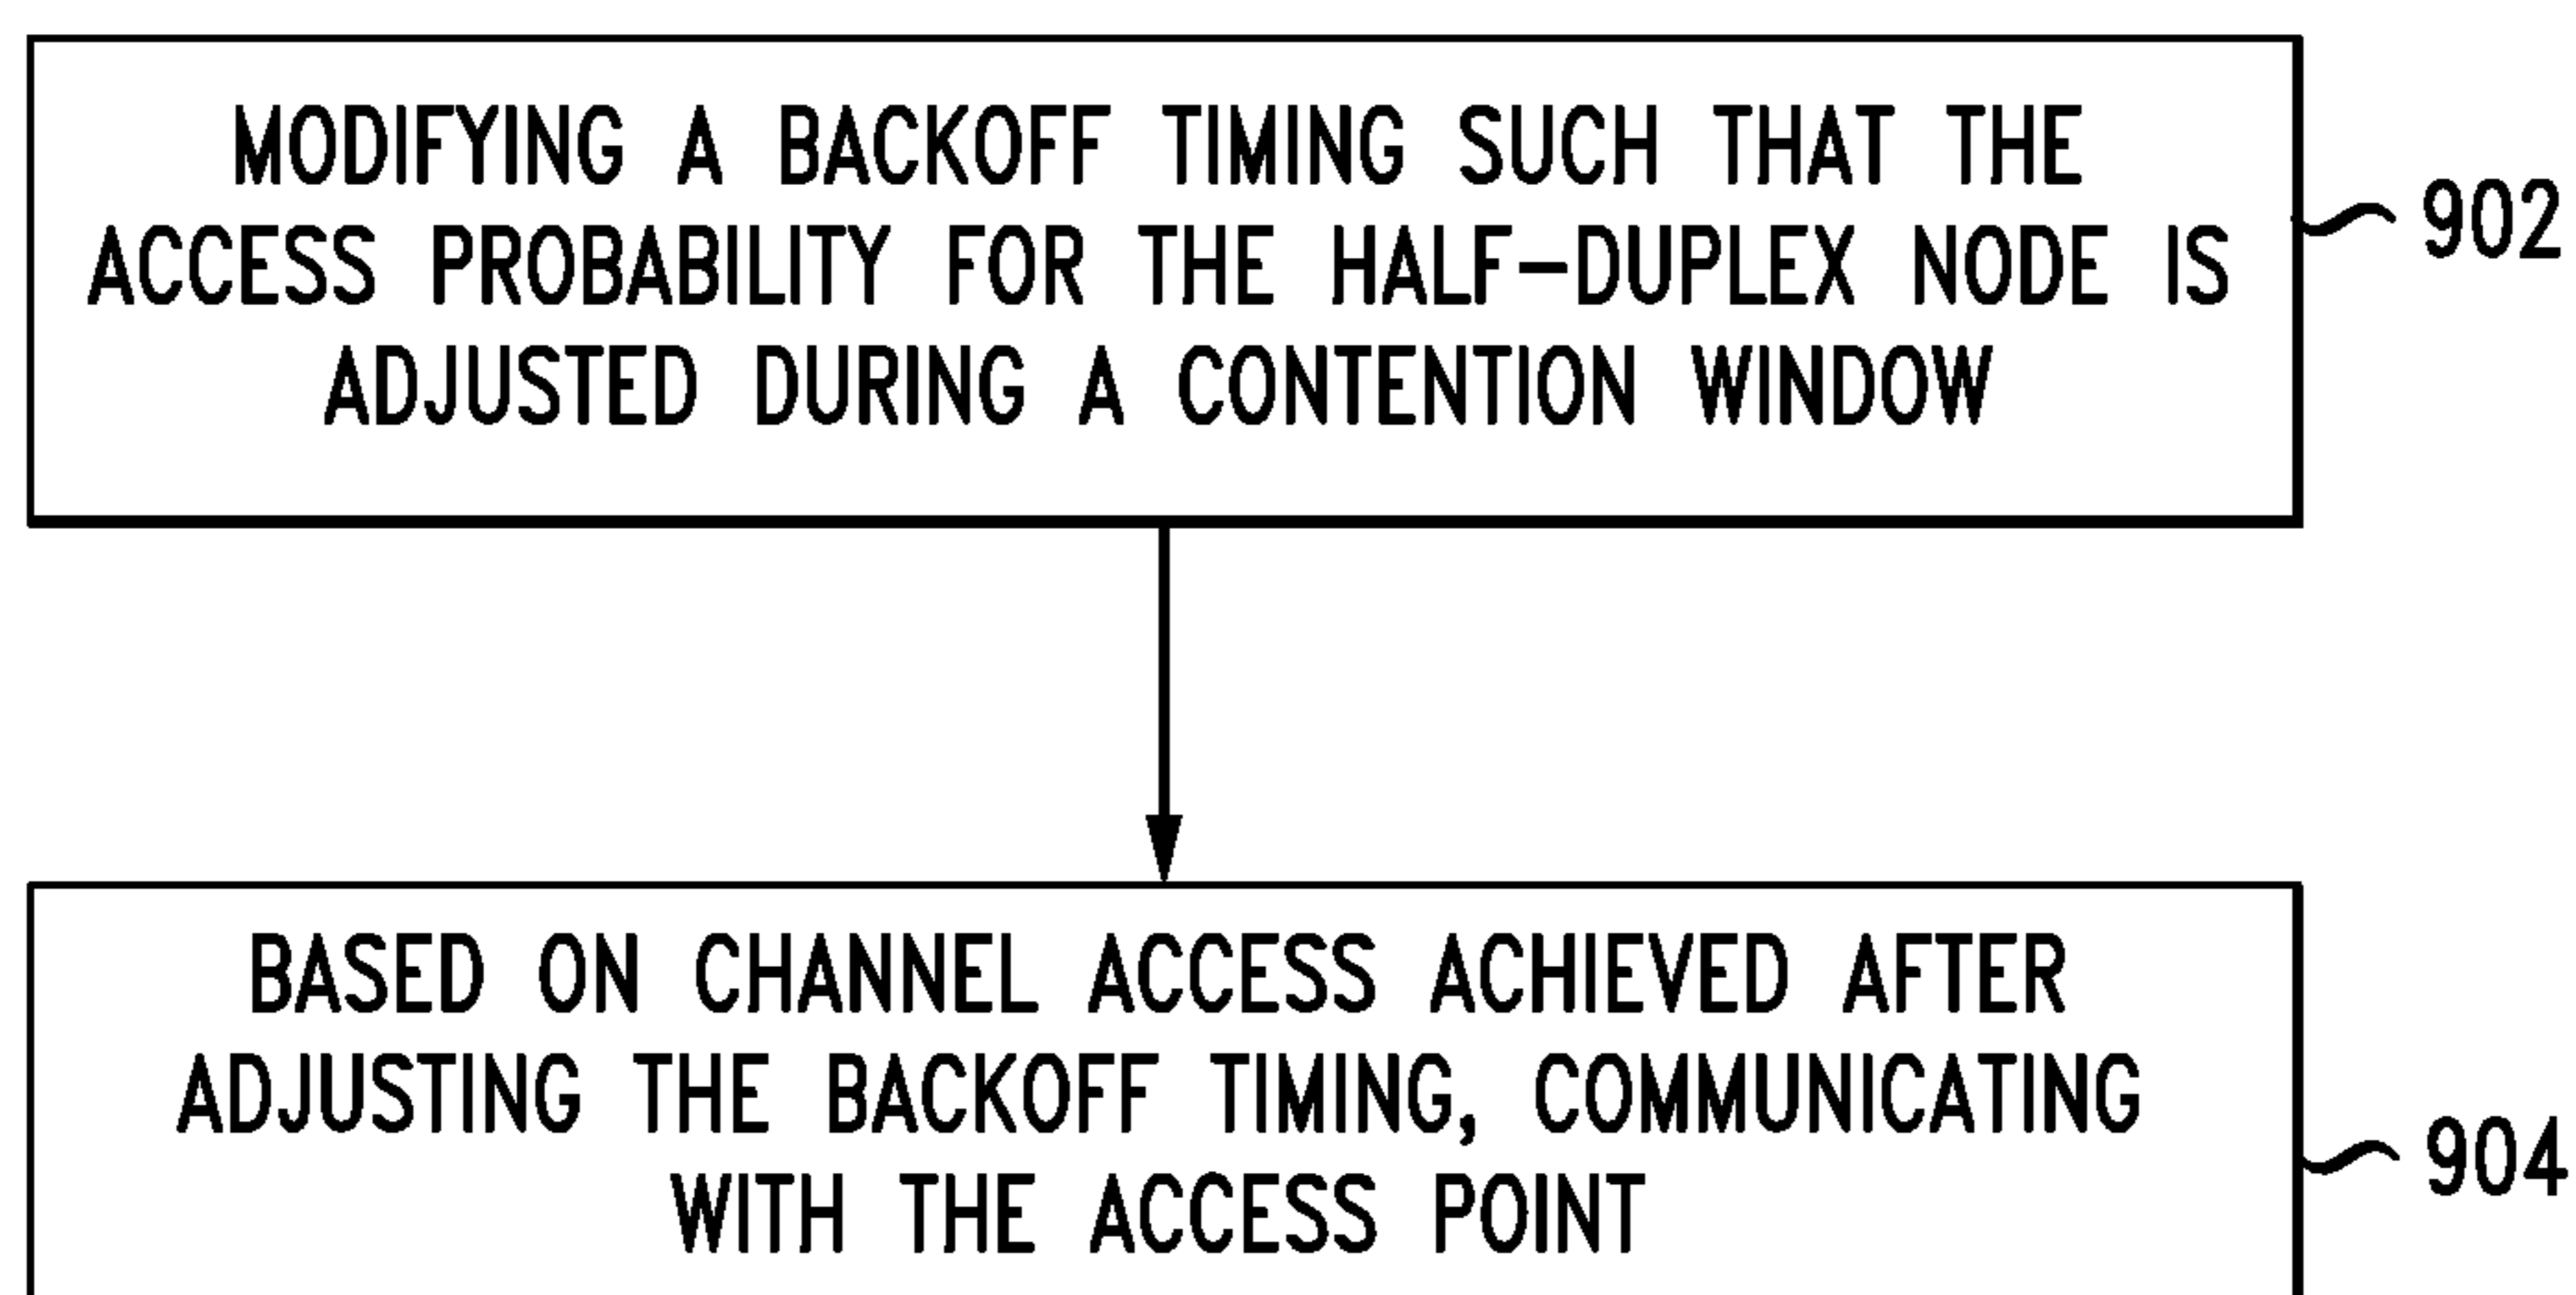 MODIFYING A BACKOFF TIMING SUCH THAT THE
ACCESS PROBABILITY FOR THE HALF-DUPLEX NODE IS
ADJUSTED DURING A CONTENTION WINDOW
902
BASED ON CHANNEL ACCESS ACHIEVED AFTER
ADJUSTING THE BACKOFF TIMING, COMMUNICATING
WITH THE ACCESS POINT
904